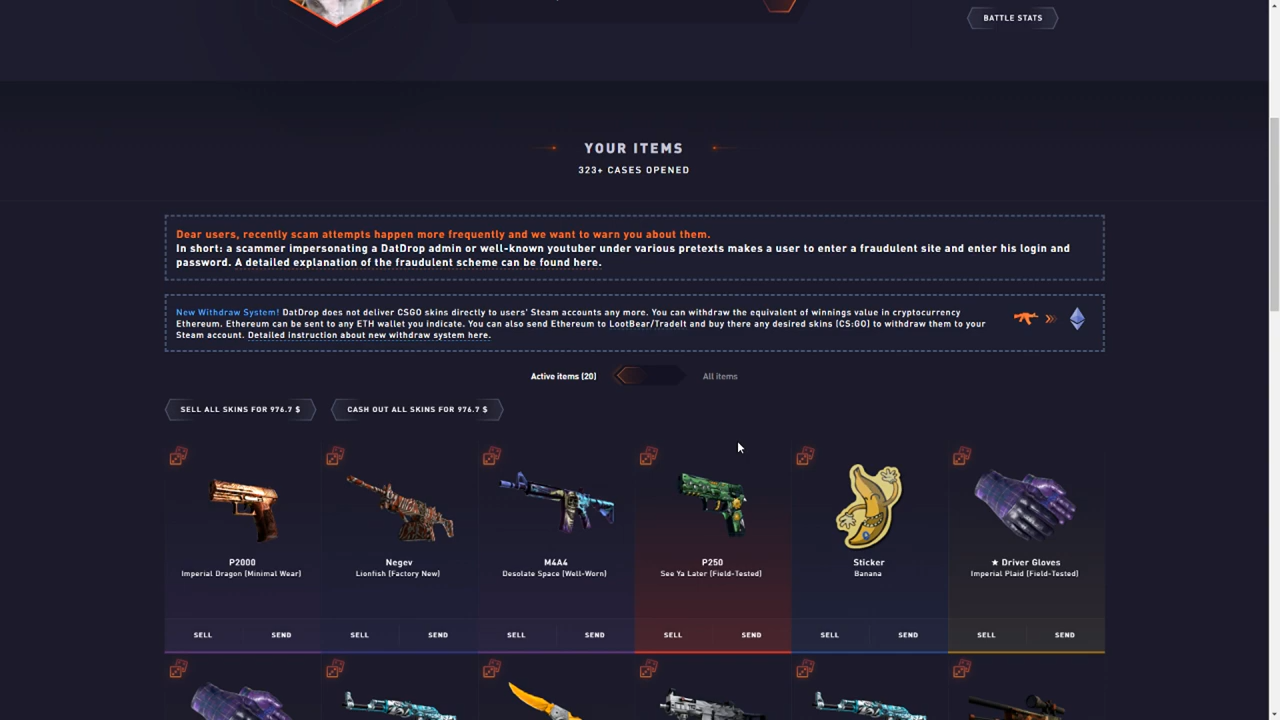 BATTLE STATS
YOUR ITEMS
323+ CASES OPENED
Dear users, recently scam attempts happen more frequently and we want to warn you about them.
In short: a scammer impersonating a DatDrop admin or well-known youtuber under various pretexts makes a user to enter a fraudulent site and enter his login and
password. A detailed explanation of the fraudulent scheme can be found here.
New Withdraw System! DatDrop does not deliver CSGO skins directly to users' Steam accounts any more. You can withdraw the equivalent of winnings value in cryptocurrency
Ethereum. Ethereum can be sent to any ETH wallet you indicate. You can also send Ethereum to LootBear/TradeIt and buy there any desired skins (CS:GO) to withdraw them to your
Steam account. Detailed instruction about new withdraw system here.
Active items (20) All items
SELL ALL SKINS FOR 976.7 $ CASH OUT ALL SKINS FOR 976.7 $
P2000 Negev M4A4 P250 Sticker ★ Driver Gloves
Imperial Dragon (Minimal Wear) Lionfish (Factory New) Desolate Space (Well-Worn) See Ya Later (Field-Tested) Banana Imperial Plaid (Field-Tested)
SELL SEND SELL SEND SELL SEND SELL SEND SELL SEND SELL SEND